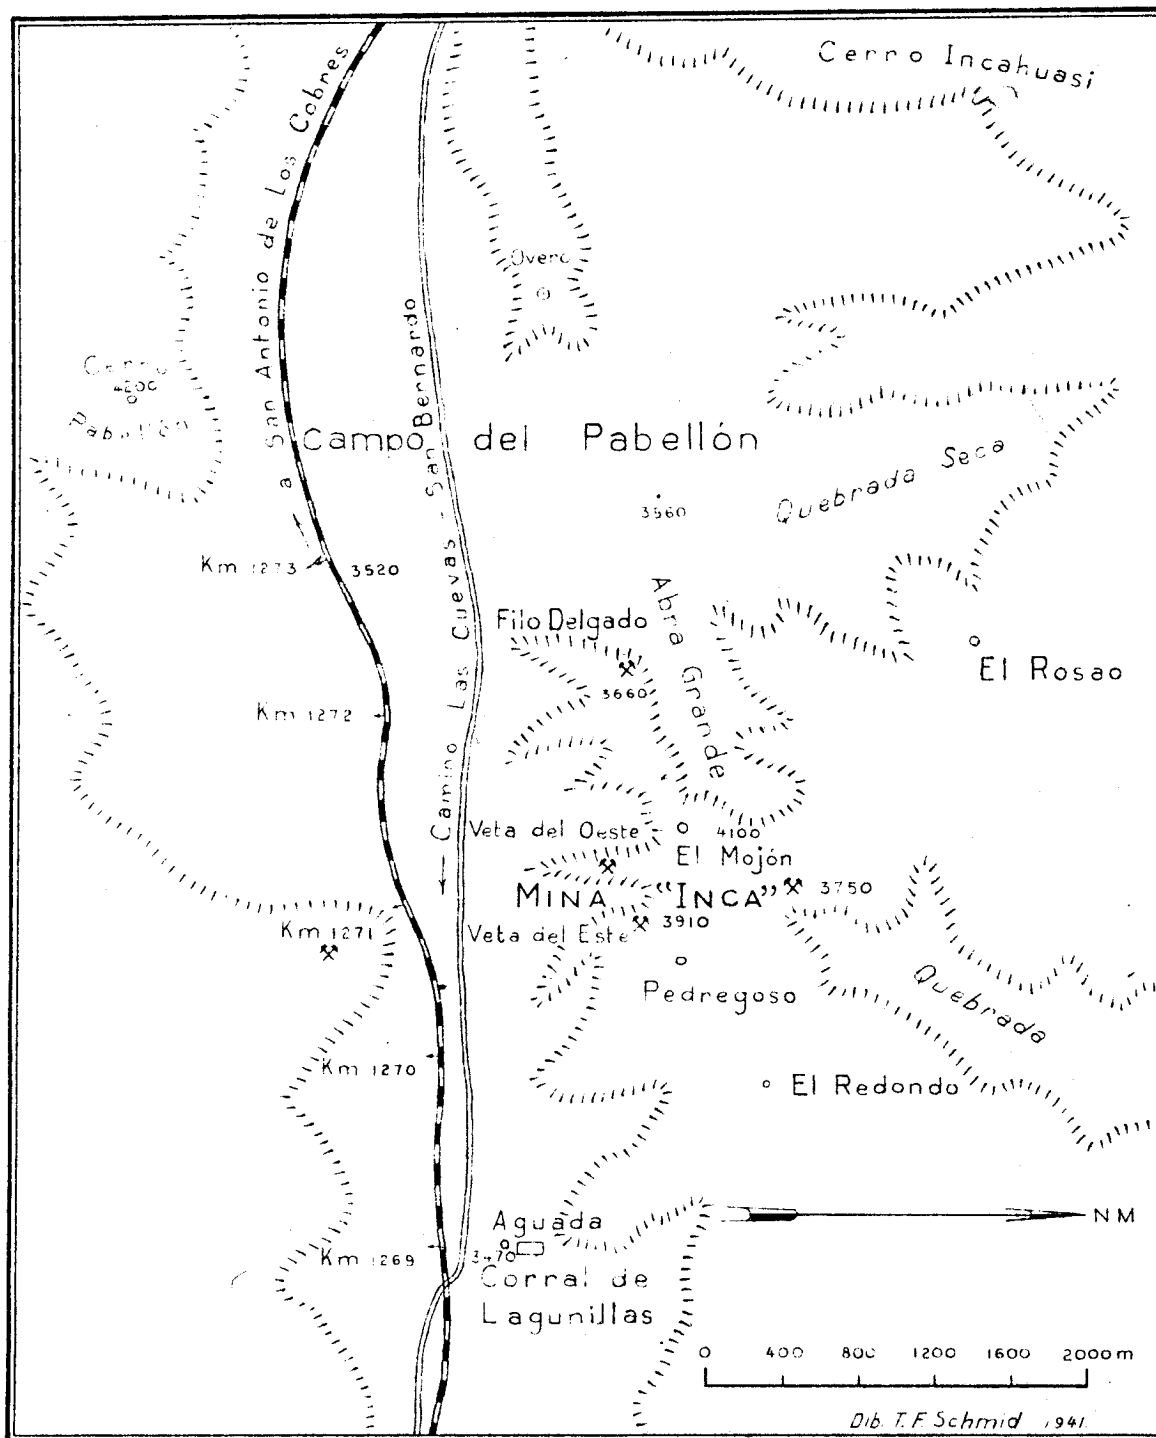 Cerro Incahuasi
a San Antonio de Los Cobres
Camino Las Cuevas - San Bernardo
Overo
Cerro
4200
Pabellón
Campo del Pabellón
Quebrada Seca
3560
Km 1273
3520
Abra Grande
Filo Delgado
3660
El Rosao
Km 1272
Veta del Oeste
4100
El Mojón
MINA "INCA"
3750
Km 1271
Veta del Este
3910
Pedregoso
Quebrada
Km 1270
El Redondo
NM
Aguada
Km 1269
3470
Corral de
Lagunillas
0 400 800 1200 1600 2000 m
Dib. T. F. Schmid 1941.